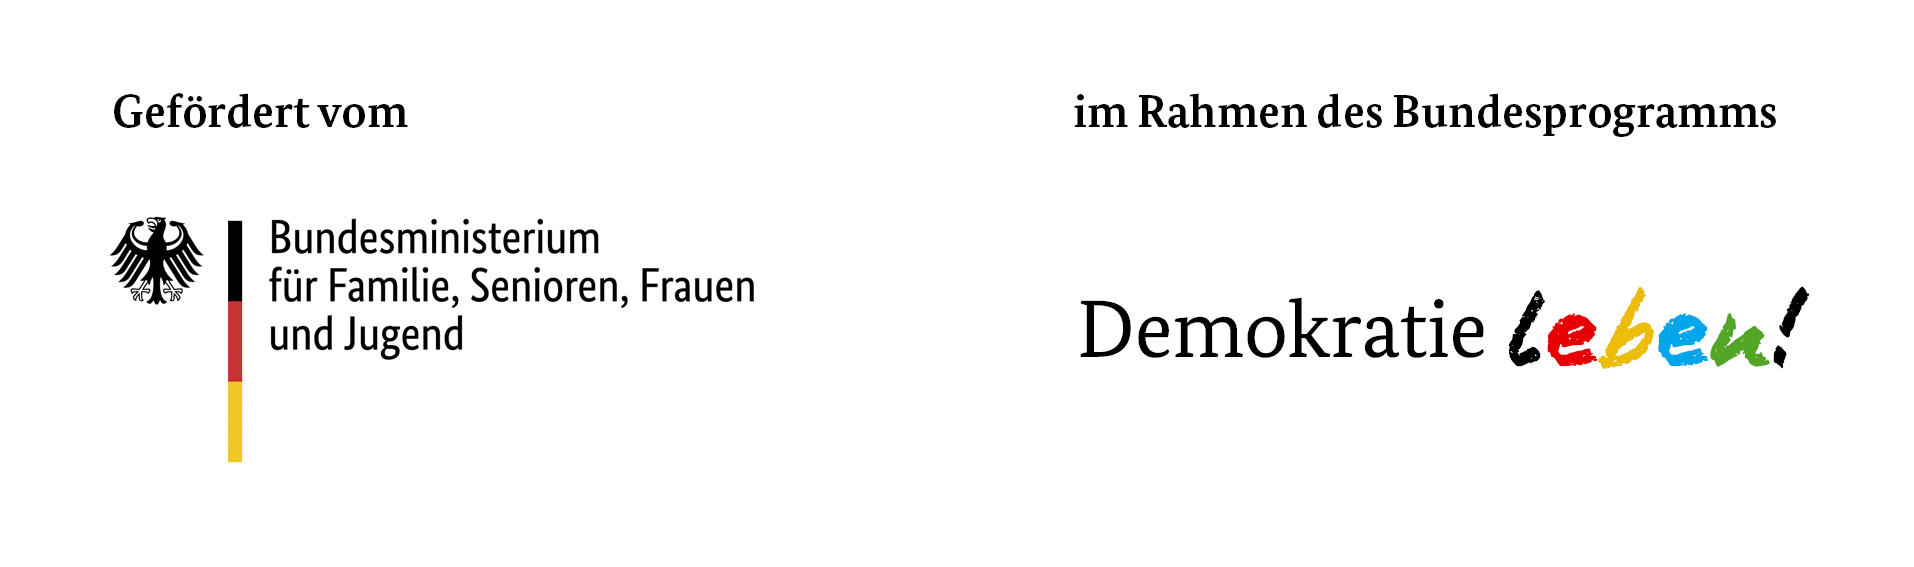 Gefördert vom
im Rahmen des Bundesprogramms
Bundesministerium
für Familie, Senioren, Frauen
und Jugend
Demokratie leben!